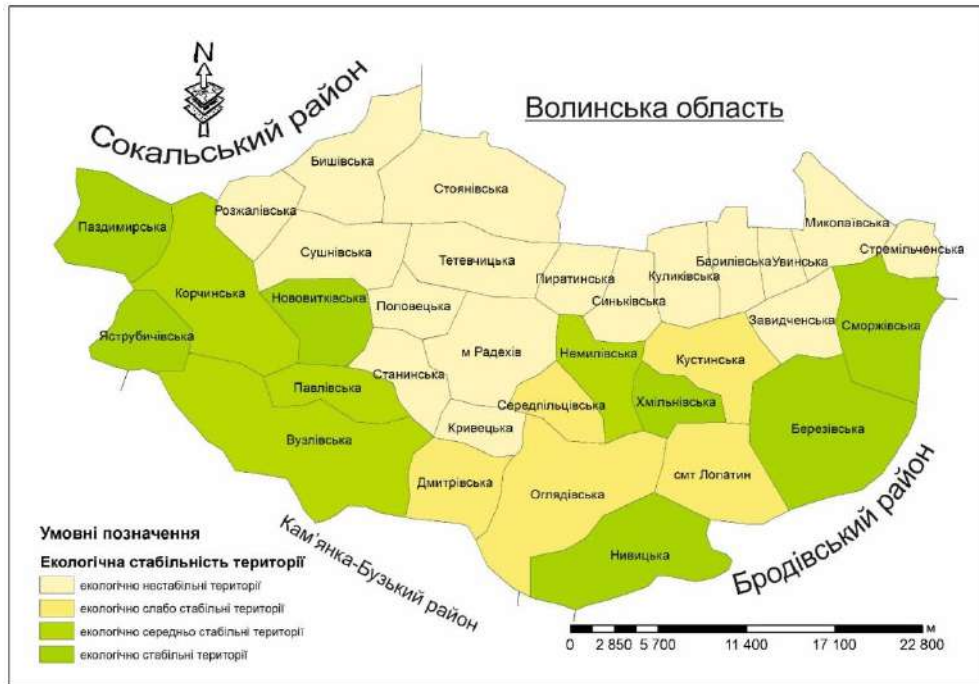 N
Сокальський район
Волинська область
Бишівська
Стоянівська
Розжалівська
Миколаївська
Паздимирська
Стремільченська
Сушнівська
Тетевчицька
Пиратинська
Куликівська
Барилівська
Увинська
Корчинська
Нововитківська
Половецька
Синьківська
Завидченська
Сморжівська
Яструбичівська
м Радехів
Немилівська
Кустинська
Станинська
Павлівська
Середпільцівська
Хмільнівська
Вузлівська
Кривецька
Березівська
Дмитрівська
Оглядівська
смт Лопатин
Нивицька
Кам'янка-Бузький район
Бродівський район
Умовні позначення
Екологічна стабільність території
екологічно нестабільні території
екологічно слабо стабільні території
екологічно середньо стабільні території
екологічно стабільні території
м
0 2 850 5 700 11 400 17 100 22 800